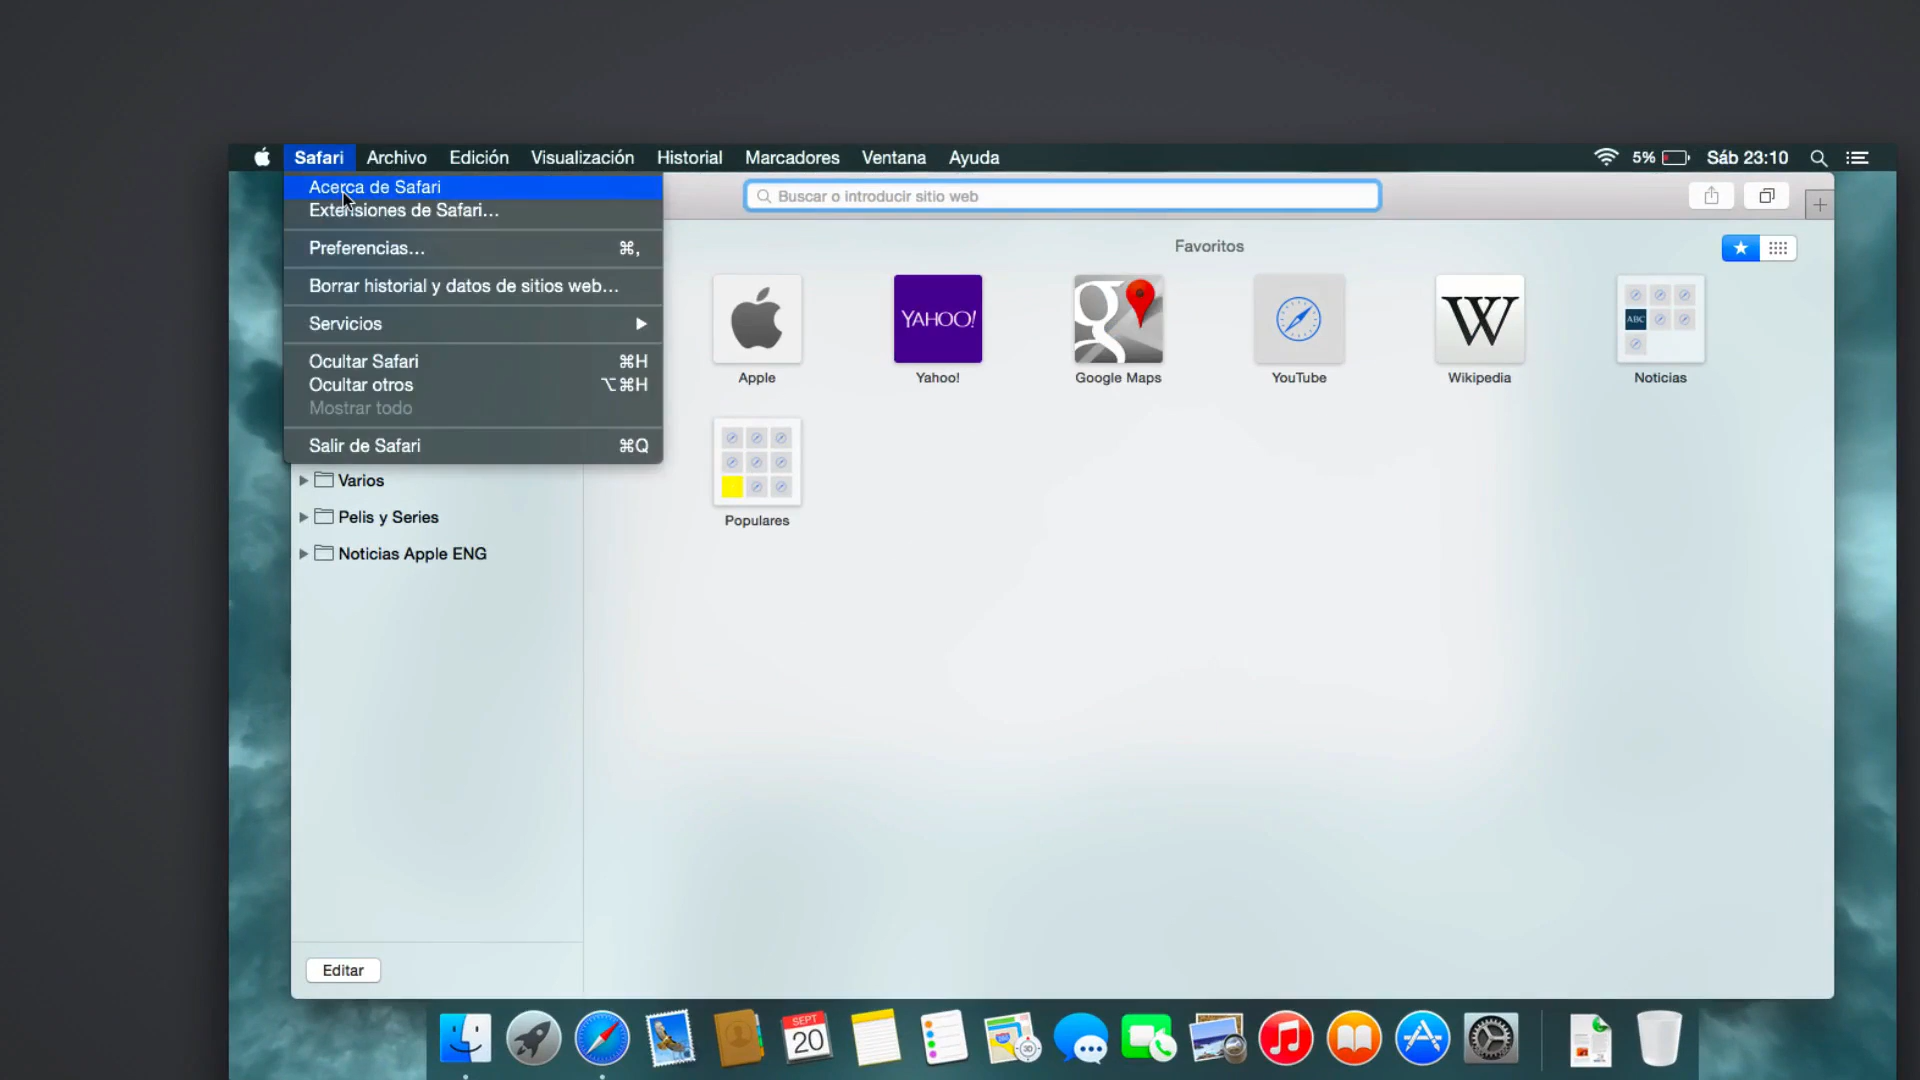 Safari Archivo Edición Visualización Historial Marcadores Ventana Ayuda 5% Sáb 23:10
Acerca de Safari
Extensiones de Safari...
Preferencias... ⌘,
Borrar historial y datos de sitios web...
Servicios
Ocultar Safari ⌘H
Ocultar otros ⌥⌘H
Mostrar todo
Salir de Safari ⌘Q
Varios
Pelis y Series
Noticias Apple ENG
Editar
Buscar o introducir sitio web
Favoritos
YAHOO!
W
ABC
Apple Yahoo! Google Maps YouTube Wikipedia Noticias
Populares
SEPT
20
3D